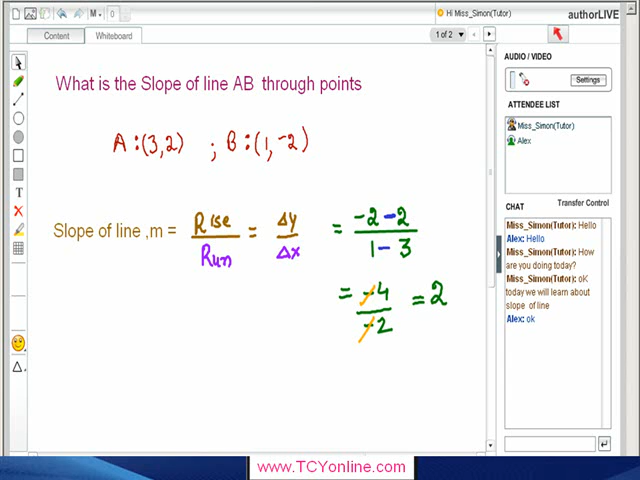 Hi Miss_Simon(Tutor)
authorLIVE
M
0
Content
Whiteboard
1 of 2
What is the Slope of line AB through points
A:(3,2) ; B:(1,-2)
Slope of line ,m = Rise/Run = Δy/Δx = -2-2/1-3
= -4/-2 = 2
T
AUDIO / VIDEO
Settings
ATTENDEE LIST
Miss_Simon(Tutor)
Alex
Transfer Control
CHAT
Miss_Simon(Tutor): Hello
Alex: Hello
Miss_Simon(Tutor): How
are you doing today?
Miss_Simon(Tutor): oK
today we will learn about
slope of line
Alex: ok
www.TCYonline.com